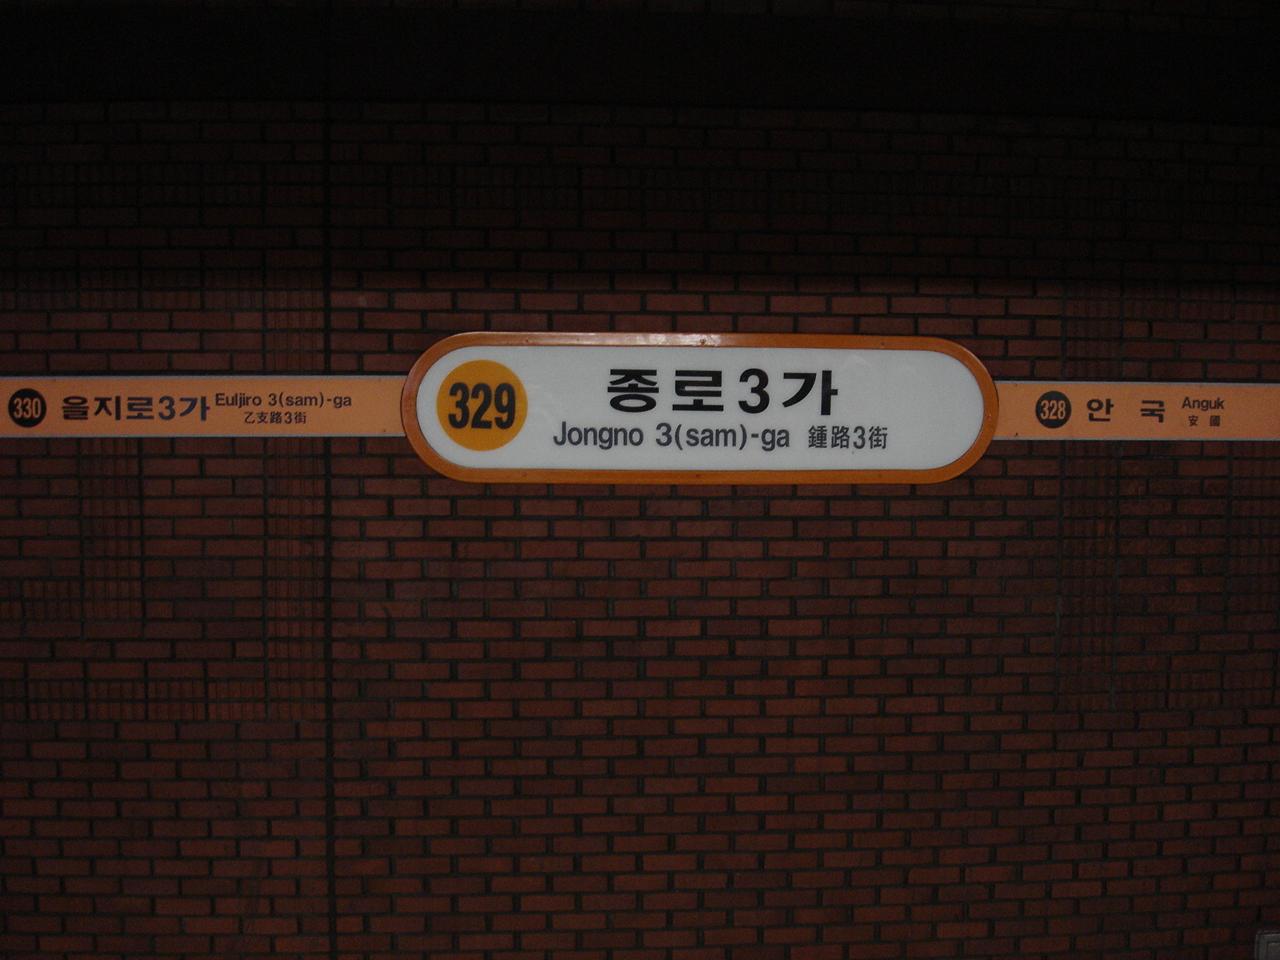 330 을지로3가 Euljiro 3(sam)-ga
乙支路3街
329 종로3가
Jongno 3(sam)-ga 鍾路3街
328 안 국 Anguk
安 國